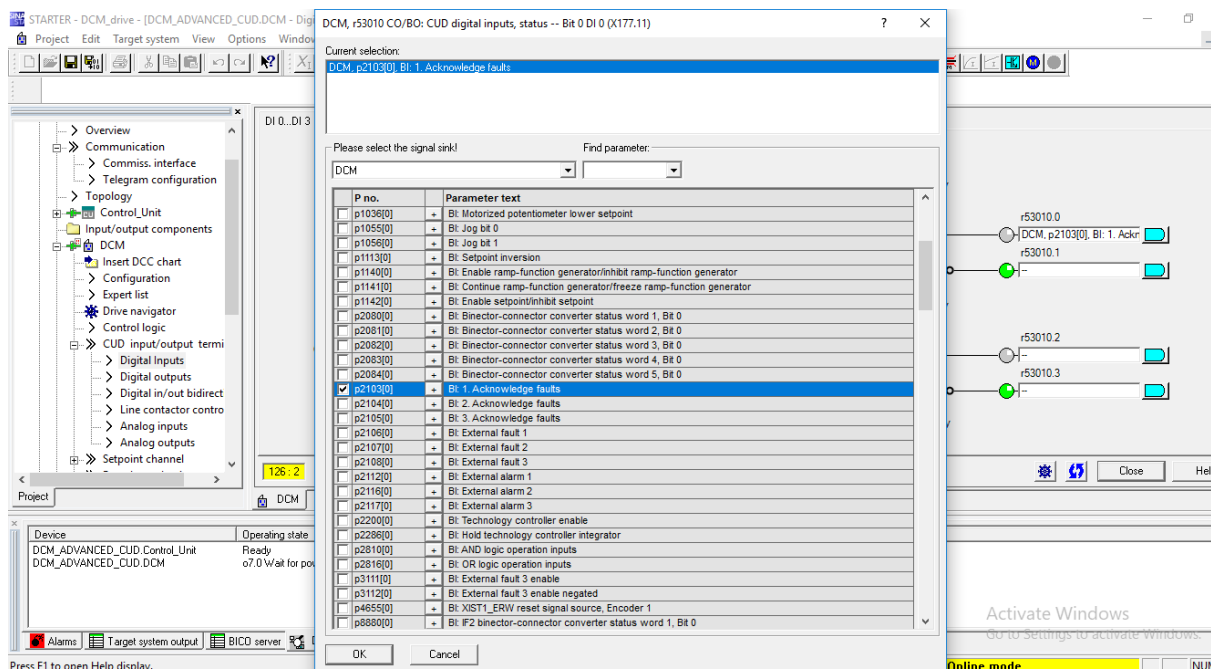 STARTER - DCM_drive - [DCM_ADVANCED_CUD.DCM - Digi
Project Edit Target system View Options Window
DCM, r53010 CO/BO: CUD digital inputs, status -- Bit 0 DI 0 (X177.11)
? ×
Current selection:
DCM, p2103[0], BI: 1. Acknowledge faults
Please select the signal sink!
Find parameter:
DCM
P no. Parameter text
p1036[0] + BI: Motorized potentiometer lower setpoint
p1055[0] + BI: Jog bit 0
p1056[0] + BI: Jog bit 1
p1113[0] + BI: Setpoint inversion
p1140[0] + BI: Enable ramp-function generator/inhibit ramp-function generator
p1141[0] + BI: Continue ramp-function generator/freeze ramp-function generator
p1142[0] + BI: Enable setpoint/inhibit setpoint
p2080[0] + BI: Binector-connector converter status word 1, Bit 0
p2081[0] + BI: Binector-connector converter status word 2, Bit 0
p2082[0] + BI: Binector-connector converter status word 3, Bit 0
p2083[0] + BI: Binector-connector converter status word 4, Bit 0
p2084[0] + BI: Binector-connector converter status word 5, Bit 0
p2103[0] + BI: 1. Acknowledge faults
p2104[0] + BI: 2. Acknowledge faults
p2105[0] + BI: 3. Acknowledge faults
p2106[0] + BI: External fault 1
p2107[0] + BI: External fault 2
p2108[0] + BI: External fault 3
p2112[0] + BI: External alarm 1
p2116[0] + BI: External alarm 2
p2117[0] + BI: External alarm 3
p2200[0] + BI: Technology controller enable
p2286[0] + BI: Hold technology controller integrator
p2810[0] + BI: AND logic operation inputs
p2816[0] + BI: OR logic operation inputs
p3111[0] + BI: External fault 3 enable
p3112[0] + BI: External fault 3 enable negated
p4655[0] + BI: XIST1_ERW reset signal source, Encoder 1
p8880[0] + BI: IF2 binector-connector converter status word 1, Bit 0
OK
Cancel
Overview
Communication
Commiss. interface
Telegram configuration
Topology
Control_Unit
Input/output components
DCM
Insert DCC chart
Configuration
Expert list
Drive navigator
Control logic
CUD input/output termi
Digital Inputs
Digital outputs
Digital in/out bidirect
Line contactor contro
Analog inputs
Analog outputs
Setpoint channel
Project
DI 0...DI 3
126 : 2
DCM
r53010.0
DCM, p2103[0], BI: 1. Ackr
r53010.1
--
r53010.2
--
r53010.3
--
Close
Hel
Device Operating state
DCM_ADVANCED_CUD.Control_Unit Ready
DCM_ADVANCED_CUD.DCM o7.0 Wait for pow
Alarms
Target system output
BICO server
Activate Windows
Go to Settings to activate Windows.
Press F1 to open Help display.
Online mode
NUM